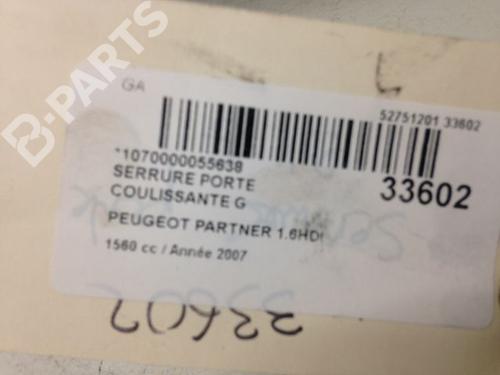 B-PARTS
GA
52751201 33602
*1070000055638
33602
SERRURE PORTE
COULISSANTE G
PEUGEOT PARTNER 1.6HDI
1560 cc / Année 2007
33602